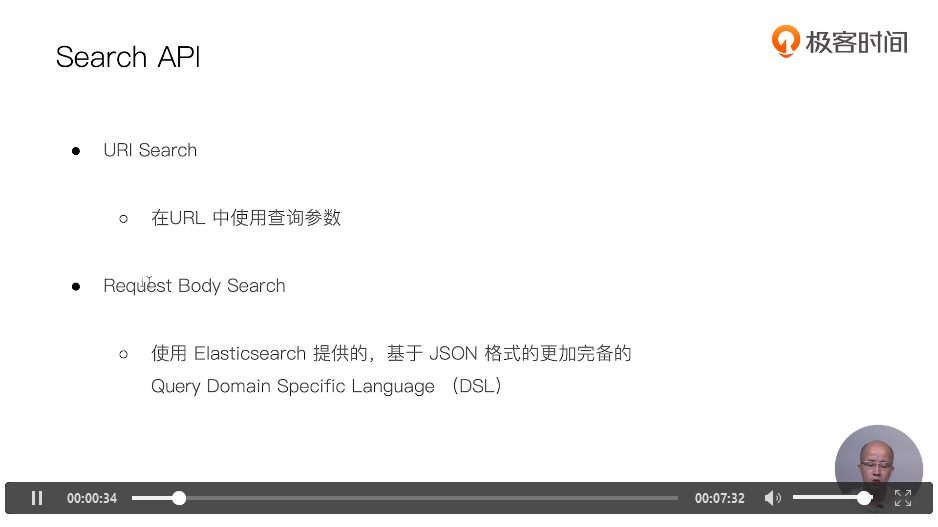 Search API
极客时间
URI Search
在URL 中使用查询参数
Request Body Search
使用 Elasticsearch 提供的，基于 JSON 格式的更加完备的
Query Domain Specific Language （DSL）
00:00:34
00:07:32